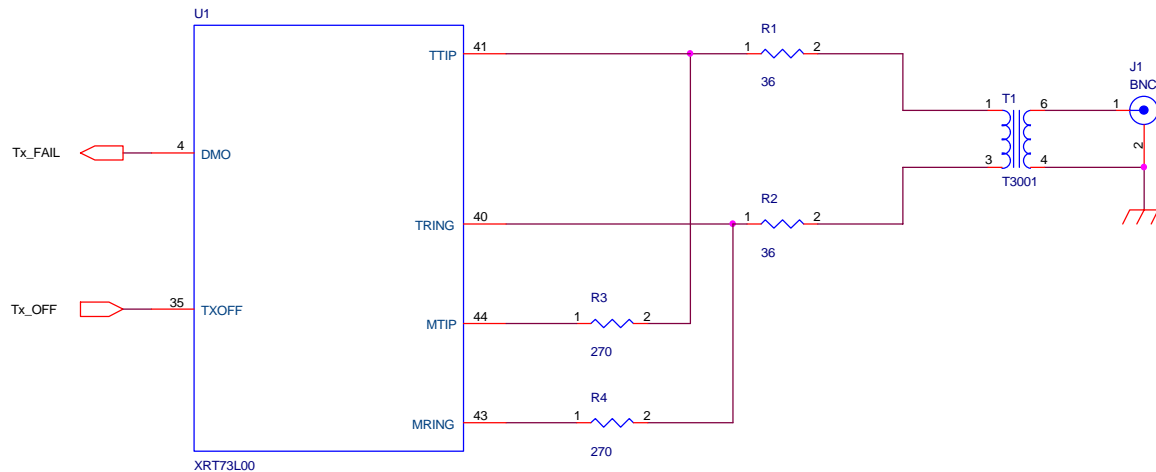 U1
R1
TTIP 41 1 2
36
J1
BNC
T1
1 6 1
Tx_FAIL 4 DMO
2
3 4
T3001
R2
TRING 40 1 2
36
Tx_OFF 35 TXOFF
R3
MTIP 44 1 2
270
R4
MRING 43 1 2
270
XRT73L00